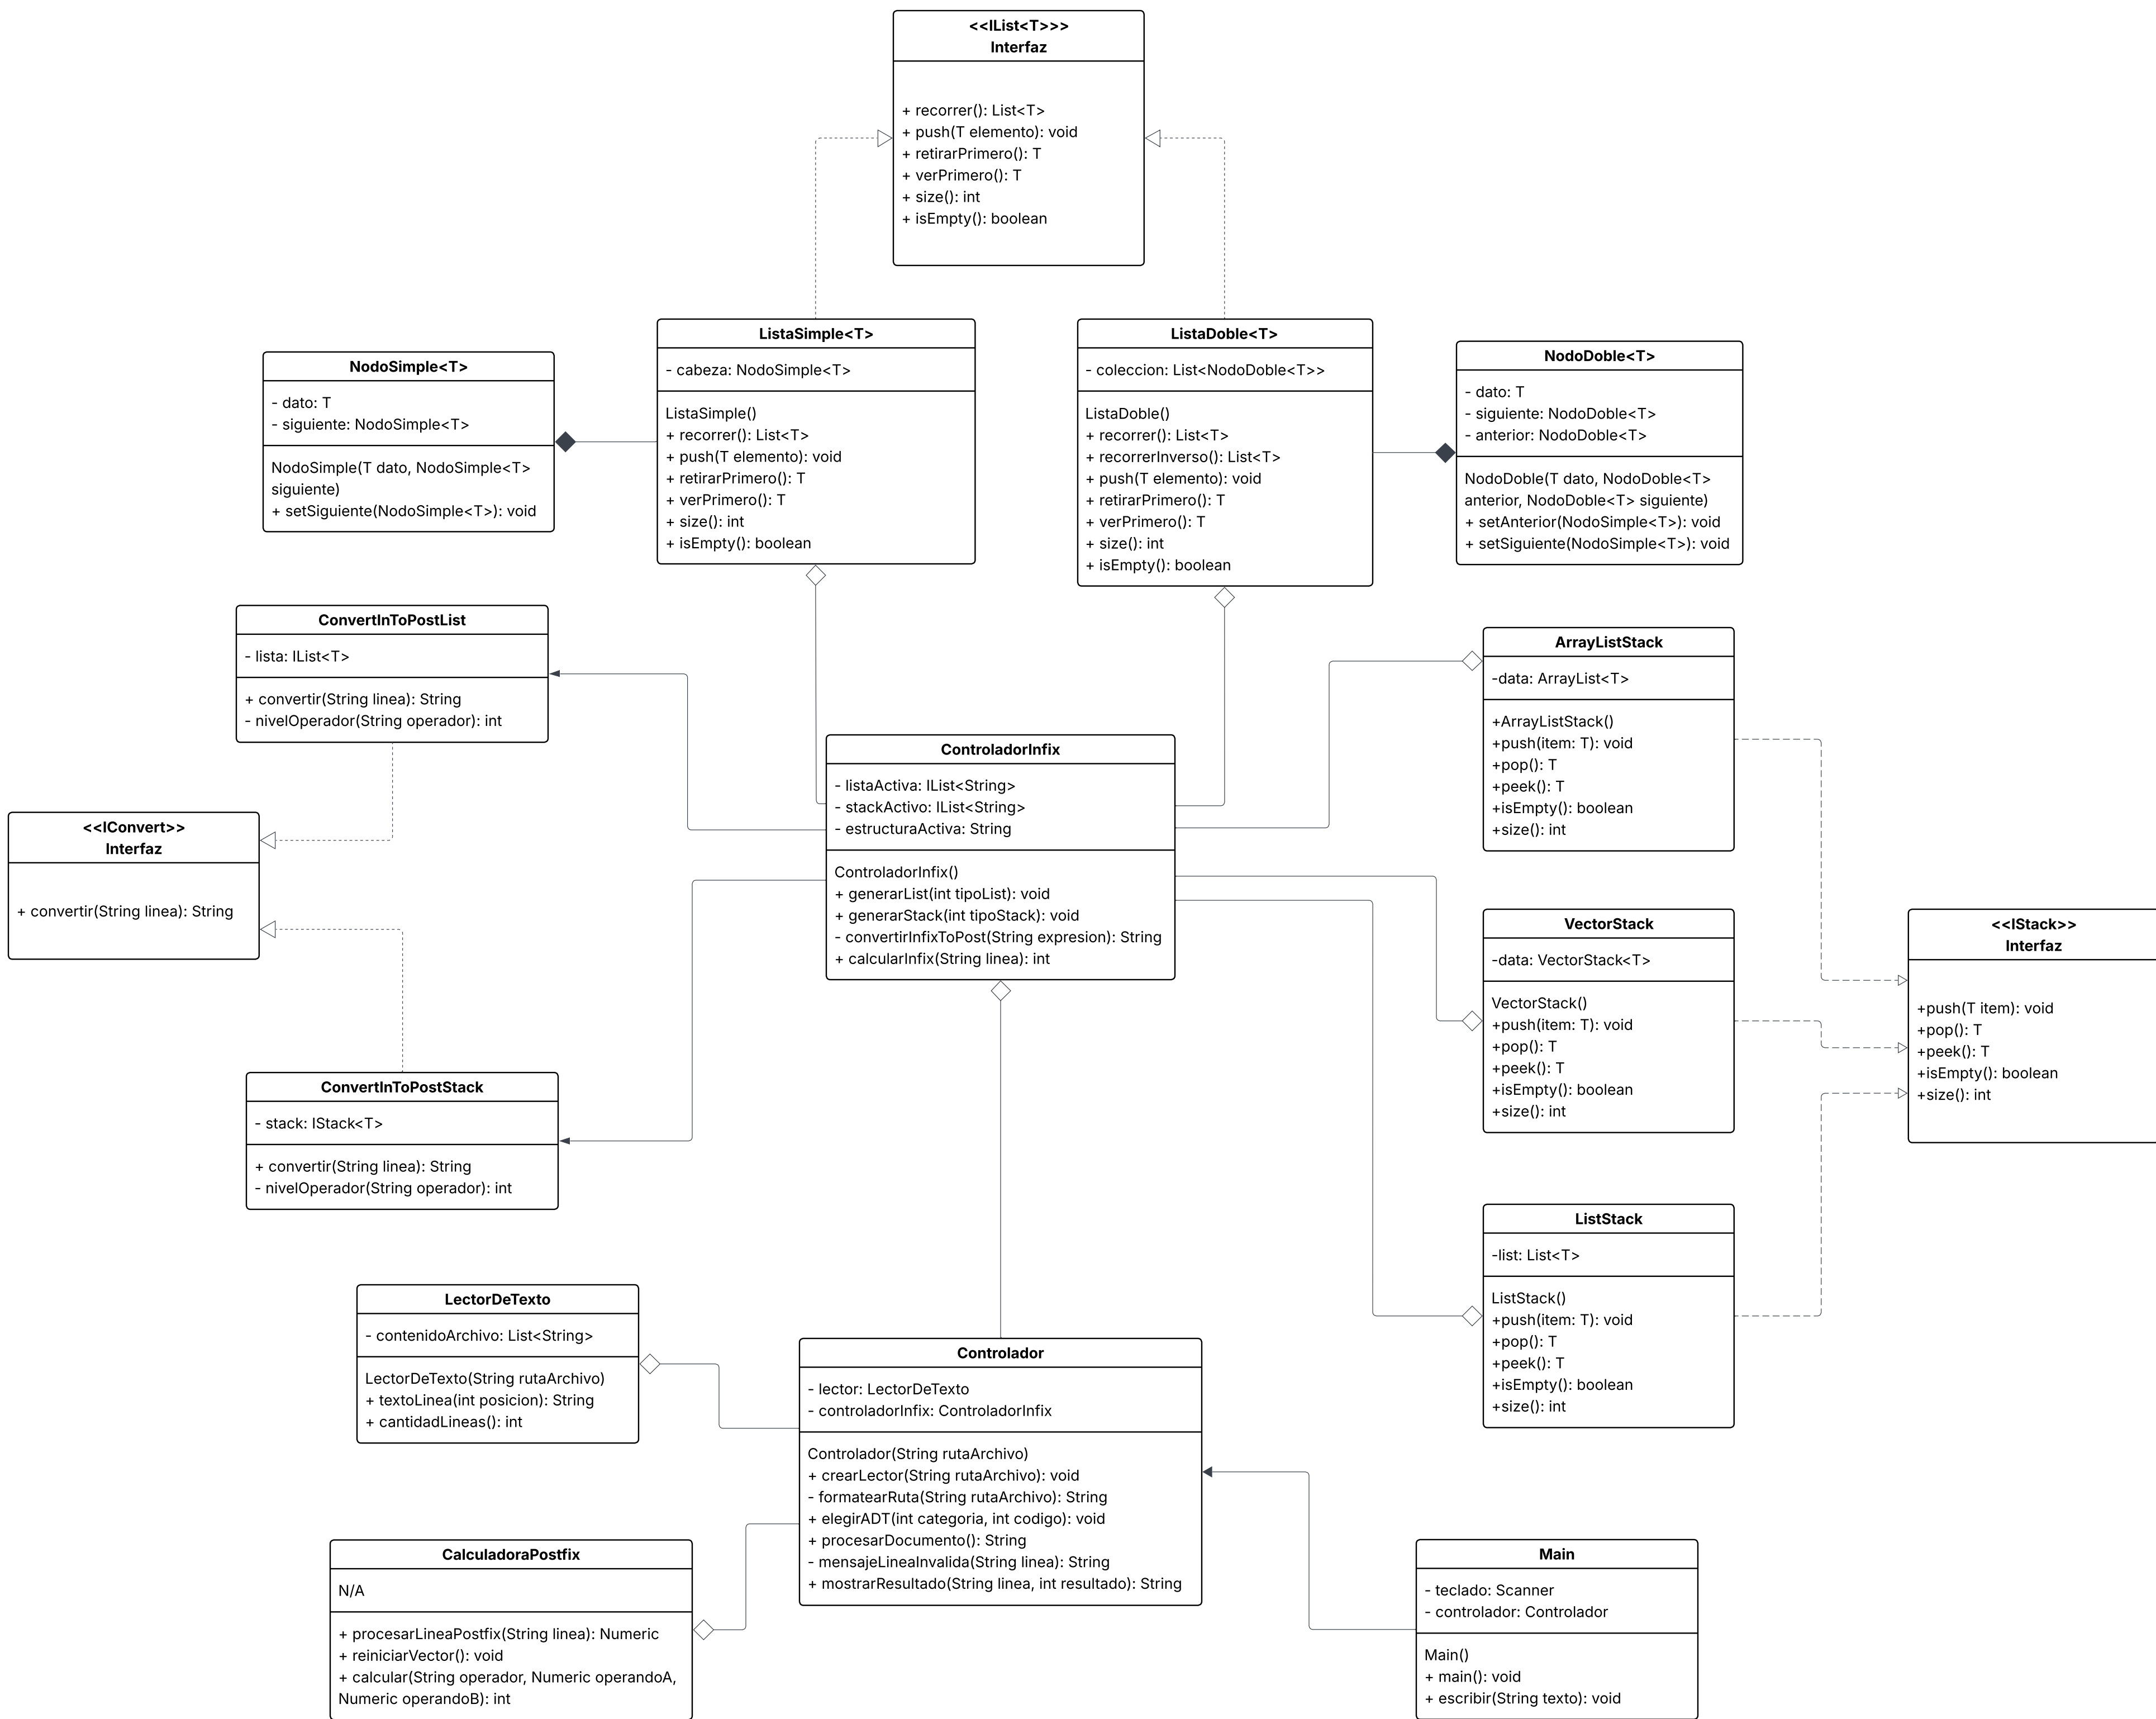 <<IList<T>>>
Interfaz
+ recorrer(): List<T>
+ push(T elemento): void
+ retirarPrimero(): T
+ verPrimero(): T
+ size(): int
+ isEmpty(): boolean
NodoSimple<T>
- dato: T
- siguiente: NodoSimple<T>
NodoSimple(T dato, NodoSimple<T>
siguiente)
+ setSiguiente(NodoSimple<T>): void
ListaSimple<T>
- cabeza: NodoSimple<T>
ListaSimple()
+ recorrer(): List<T>
+ push(T elemento): void
+ retirarPrimero(): T
+ verPrimero(): T
+ size(): int
+ isEmpty(): boolean
ListaDoble<T>
- coleccion: List<NodoDoble<T>>
ListaDoble()
+ recorrer(): List<T>
+ recorrerInverso(): List<T>
+ push(T elemento): void
+ retirarPrimero(): T
+ verPrimero(): T
+ size(): int
+ isEmpty(): boolean
NodoDoble<T>
- dato: T
- siguiente: NodoDoble<T>
- anterior: NodoDoble<T>
NodoDoble(T dato, NodoDoble<T>
anterior, NodoDoble<T> siguiente)
+ setAnterior(NodoSimple<T>): void
+ setSiguiente(NodoSimple<T>): void
ConvertInToPostList
- lista: IList<T>
+ convertir(String linea): String
- nivelOperador(String operador): int
ArrayListStack
-data: ArrayList<T>
+ArrayListStack()
+push(item: T): void
+pop(): T
+peek(): T
+isEmpty(): boolean
+size(): int
ControladorInfix
- listaActiva: IList<String>
- stackActivo: IList<String>
- estructuraActiva: String
ControladorInfix()
+ generarList(int tipoList): void
+ generarStack(int tipoStack): void
- convertirInfixToPost(String expresion): String
+ calcularInfix(String linea): int
<<IConvert>>
Interfaz
+ convertir(String linea): String
VectorStack
-data: VectorStack<T>
VectorStack()
+push(item: T): void
+pop(): T
+peek(): T
+isEmpty(): boolean
+size(): int
<<IStack>>
Interfaz
+push(T item): void
+pop(): T
+peek(): T
+isEmpty(): boolean
+size(): int
ConvertInToPostStack
- stack: IStack<T>
+ convertir(String linea): String
- nivelOperador(String operador): int
ListStack
-list: List<T>
ListStack()
+push(item: T): void
+pop(): T
+peek(): T
+isEmpty(): boolean
+size(): int
LectorDeTexto
- contenidoArchivo: List<String>
LectorDeTexto(String rutaArchivo)
+ textoLinea(int posicion): String
+ cantidadLineas(): int
Controlador
- lector: LectorDeTexto
- controladorInfix: ControladorInfix
Controlador(String rutaArchivo)
+ crearLector(String rutaArchivo): void
- formatearRuta(String rutaArchivo): String
+ elegirADT(int categoria, int codigo): void
+ procesarDocumento(): String
- mensajeLineaInvalida(String linea): String
+ mostrarResultado(String linea, int resultado): String
CalculadoraPostfix
N/A
+ procesarLineaPostfix(String linea): Numeric
+ reiniciarVector(): void
+ calcular(String operador, Numeric operandoA,
Numeric operandoB): int
Main
- teclado: Scanner
- controlador: Controlador
Main()
+ main(): void
+ escribir(String texto): void